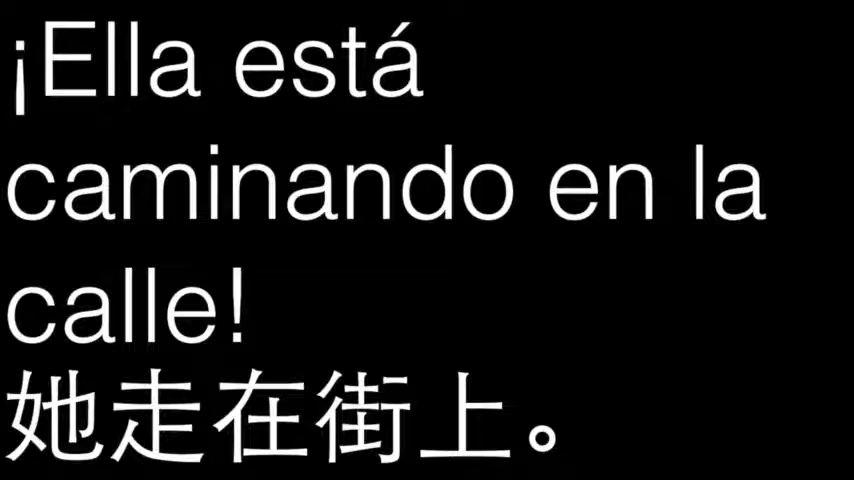 ¡Ella está
caminando en la
calle!
她走在街上。